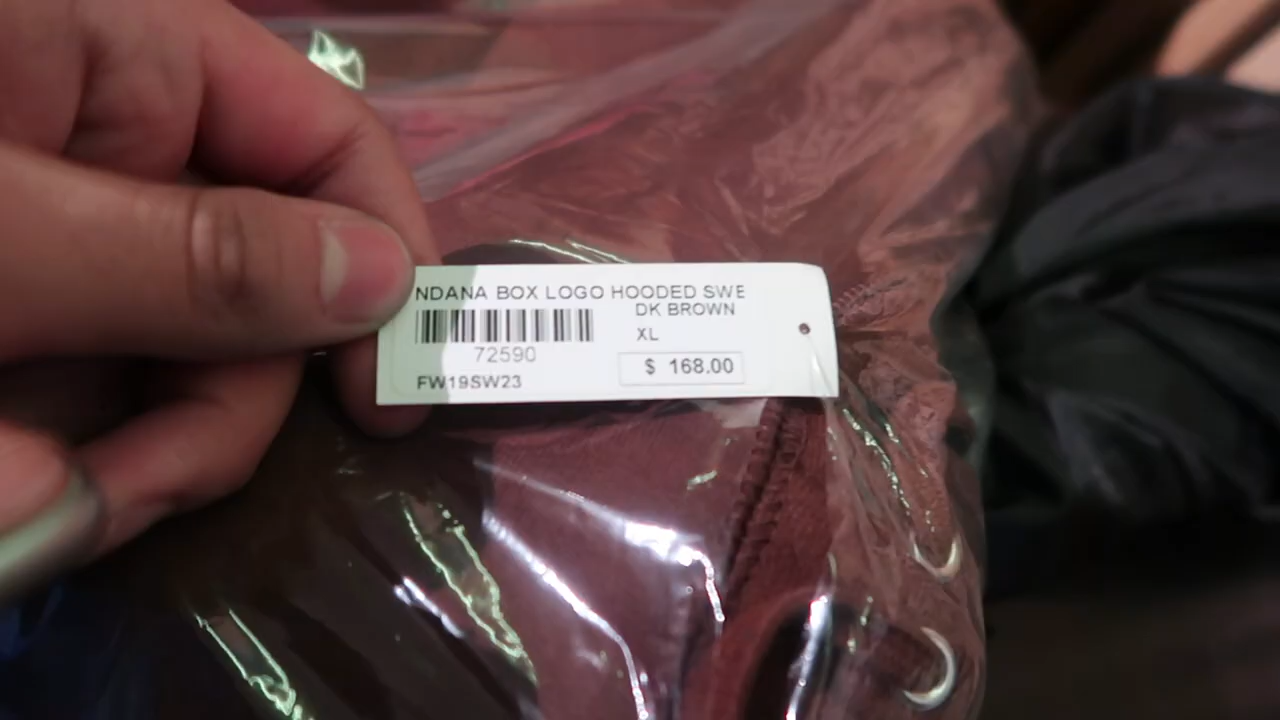 NDANA BOX LOGO HOODED SWE
DK BROWN
XL
72590
$ 168.00
FW19SW23